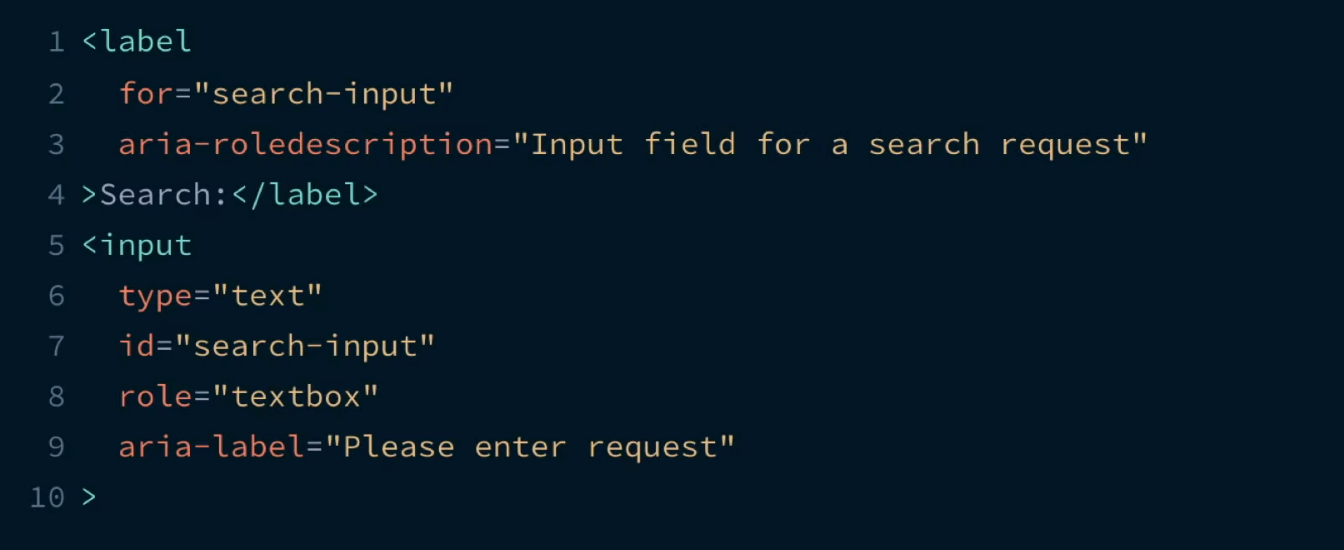 1 <label
2   for="search-input"
3   aria-roledescription="Input field for a search request"
4 >Search:</label>
5 <input
6   type="text"
7   id="search-input"
8   role="textbox"
9   aria-label="Please enter request"
10 >